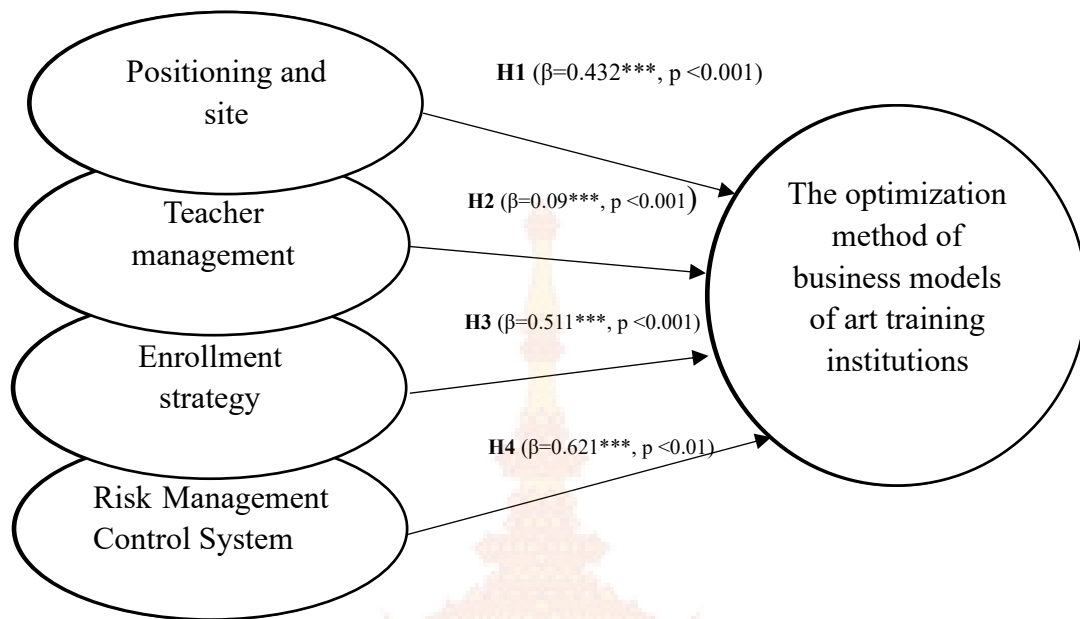 Positioning and
site
H1 (β=0.432***, p <0.001)
Teacher
management
H2 (β=0.09***, p <0.001)
The optimization
method of
business models
of art training
institutions
Enrollment
strategy
H3 (β=0.511***, p <0.001)
Risk Management
Control System
H4 (β=0.621***, p <0.01)